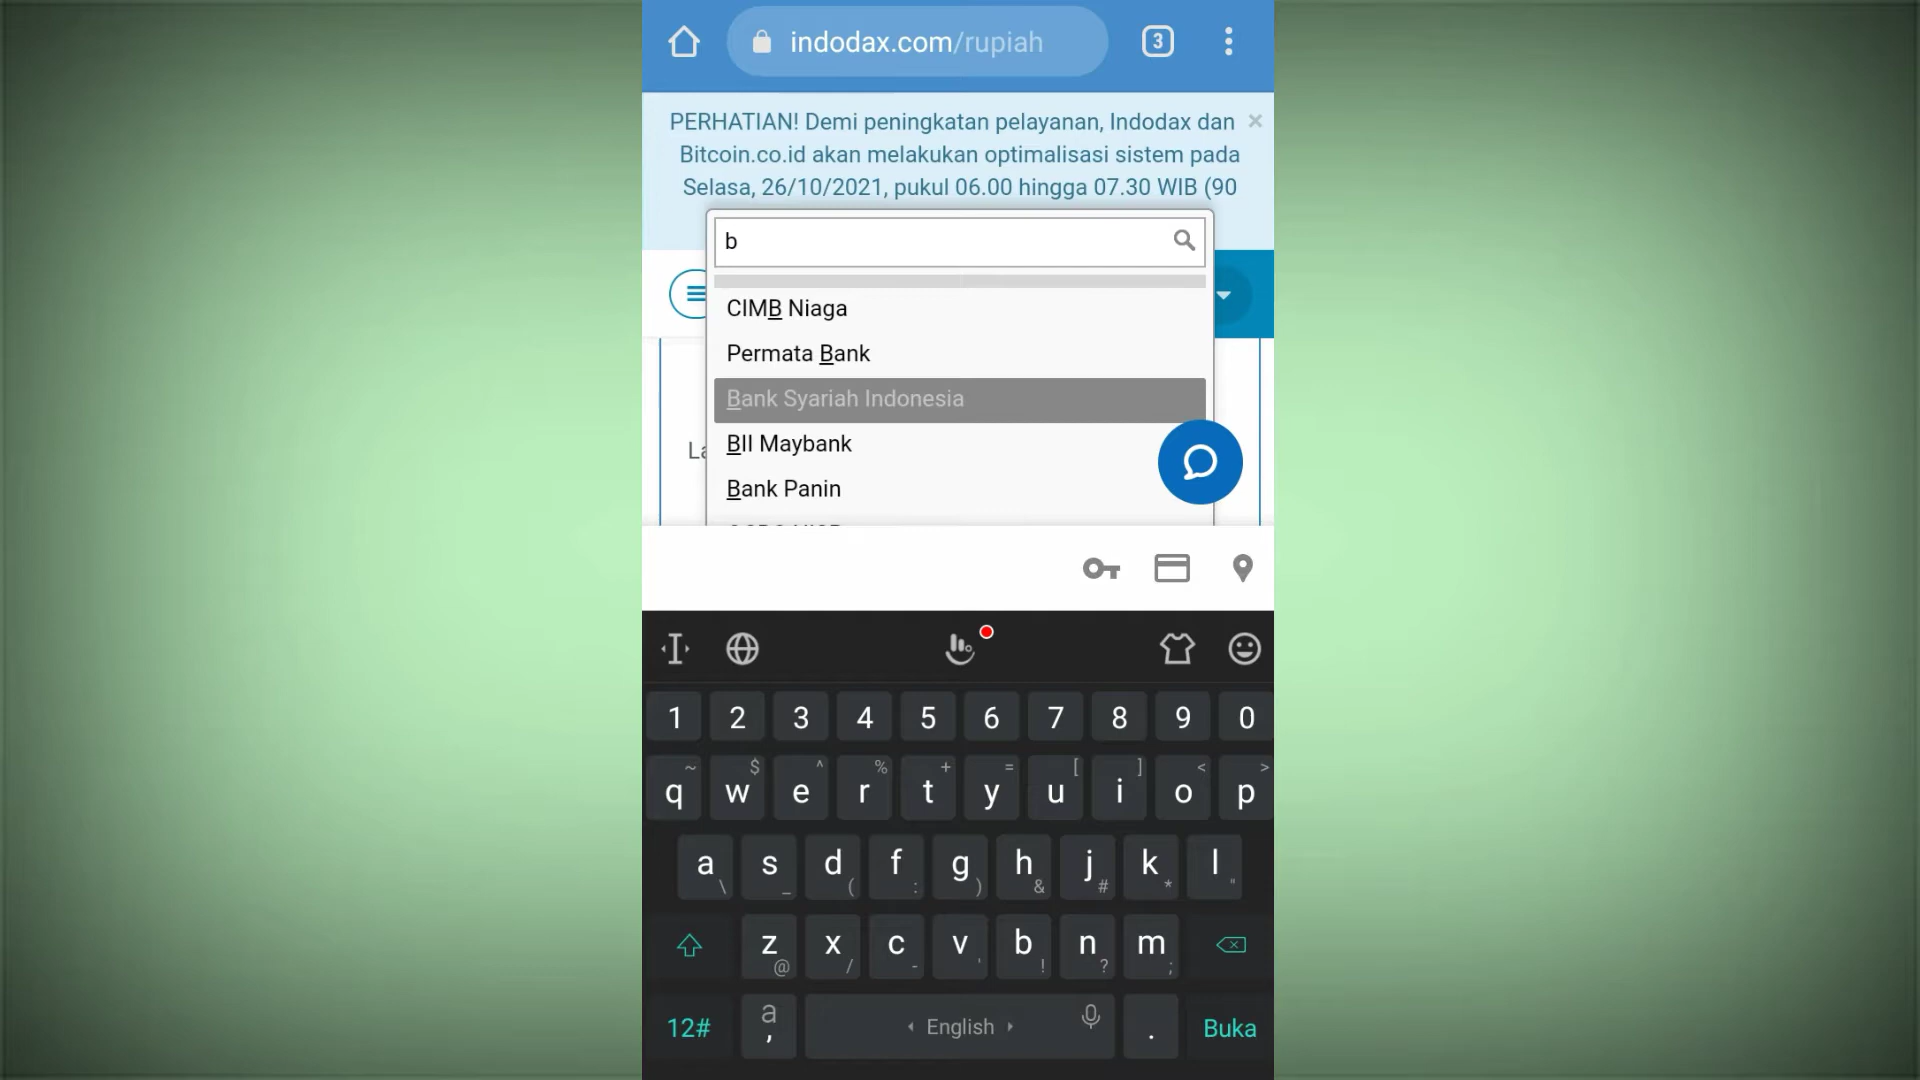 indodax.com/rupiah
3
PERHATIAN! Demi peningkatan pelayanan, Indodax dan ×
Bitcoin.co.id akan melakukan optimalisasi sistem pada
Selasa, 26/10/2021, pukul 06.00 hingga 07.30 WIB (90
b
CIMB Niaga
Permata Bank
Bank Syariah Indonesia
BII Maybank
La
Bank Panin
1 2 3 4 5 6 7 8 9 0
~ $ ^ % + = [ ] < >
q w e r t y u i o p
a s d f g h j k l
\ _ ( : ) & # * "
z x c v b n m
@ / - ' ! ? ;
12# a , English . Buka